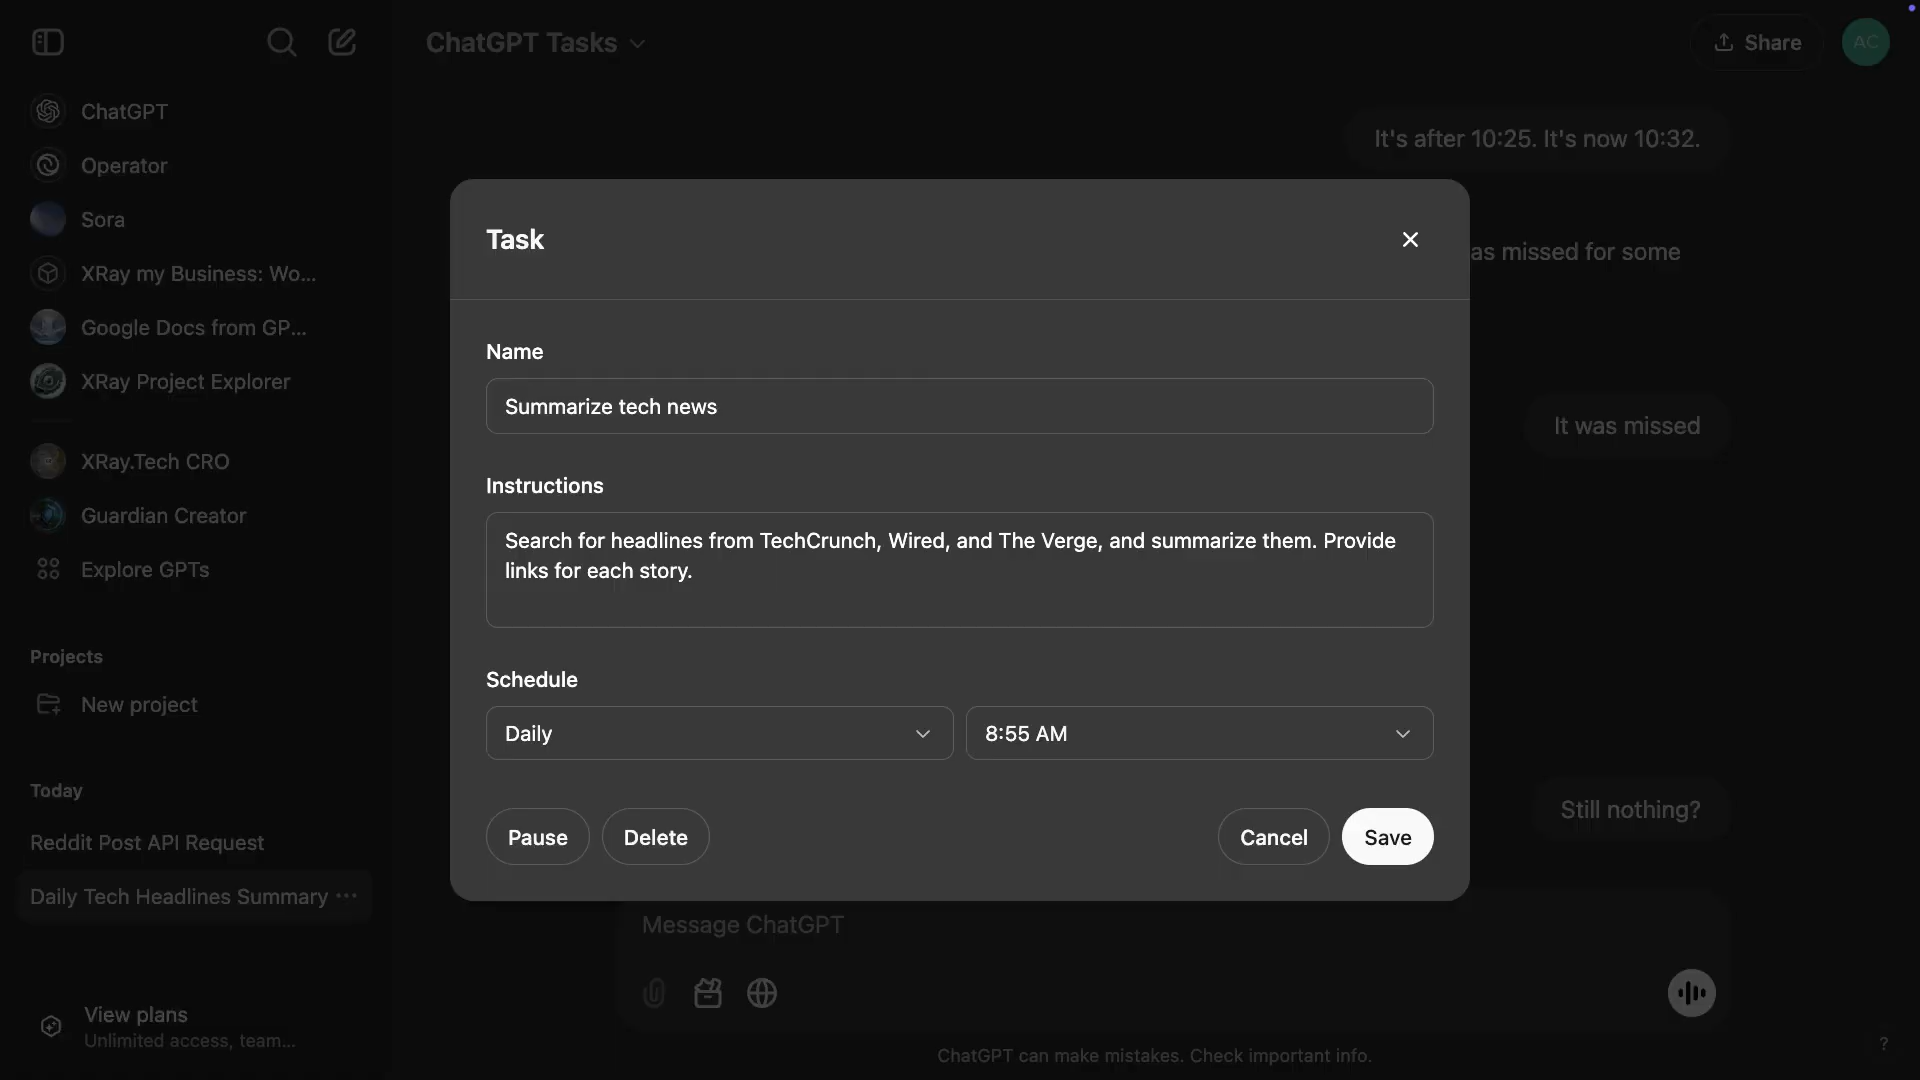 ChatGPT Tasks
Share
AC
ChatGPT
Operator
Sora
XRay my Business: Wo...
Google Docs from GP...
XRay Project Explorer
XRay.Tech CRO
Guardian Creator
Explore GPTs
Projects
New project
Today
Reddit Post API Request
Daily Tech Headlines Summary
View plans
Unlimited access, team...
It's after 10:25. It's now 10:32.
as missed for some
It was missed
Still nothing?
Task
Name
Summarize tech news
Instructions
Search for headlines from TechCrunch, Wired, and The Verge, and summarize them. Provide
links for each story.
Schedule
Daily
8:55 AM
Pause
Delete
Cancel
Save
Message ChatGPT
ChatGPT can make mistakes. Check important info.
?